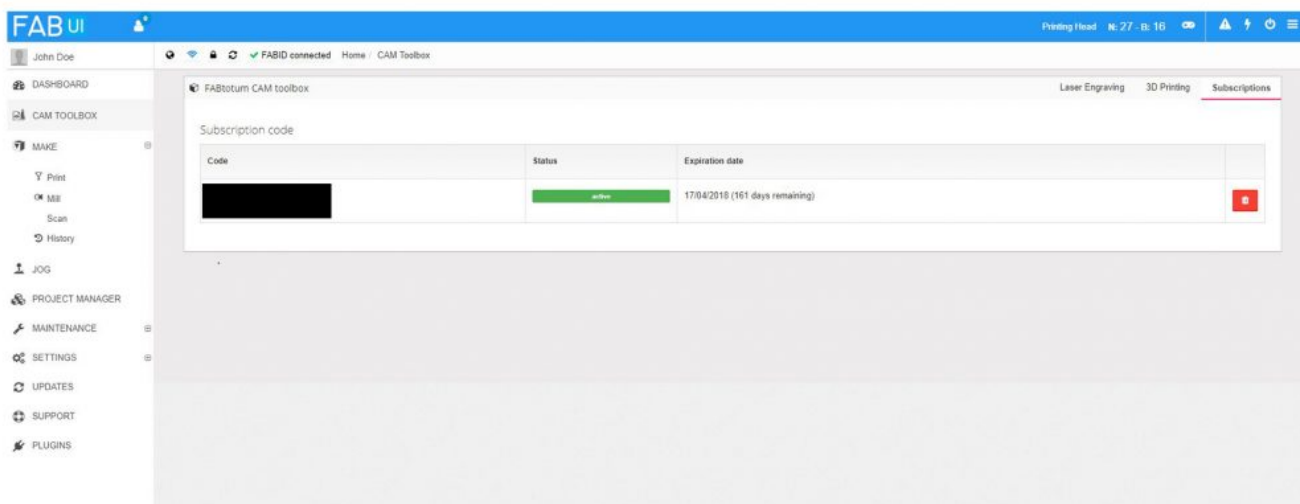 FAB UI
Printing Head N: 27 - B: 16
John Doe
FABID connected Home / CAM Toolbox
DASHBOARD
CAM TOOLBOX
MAKE
Print
Mill
Scan
History
JOG
PROJECT MANAGER
MAINTENANCE
SETTINGS
UPDATES
SUPPORT
PLUGINS
FABtotum CAM toolbox
Laser Engraving 3D Printing Subscriptions
Subscription code
Code Status Expiration date
active 17/04/2018 (161 days remaining)